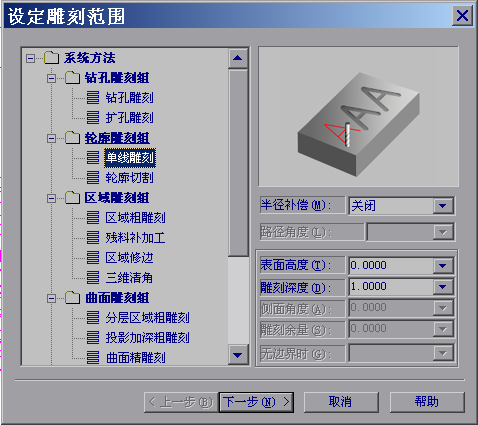 设定雕刻范围
系统方法
钻孔雕刻组
钻孔雕刻
扩孔雕刻
轮廓雕刻组
单线雕刻
轮廓切割
区域雕刻组
区域粗雕刻
残料补加工
区域修边
三维清角
曲面雕刻组
分层区域粗雕刻
投影加深粗雕刻
曲面精雕刻
AAA
半径补偿(M): 关闭
路径角度(L):
表面高度(T): 0.0000
雕刻深度(D): 1.0000
侧面角度(A): 0.0000
雕刻余量(S): 0.0000
无边界时(G):
< 上一步(B) 下一步(N) > 取消 帮助